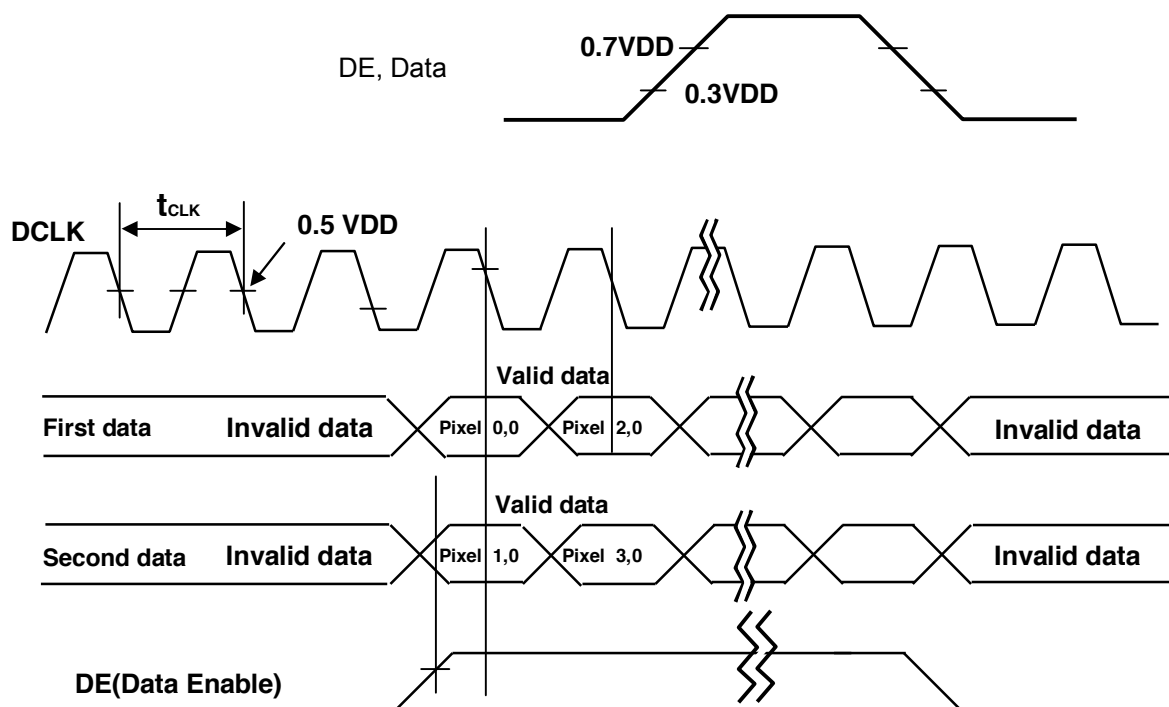 0.7VDD
DE, Data
0.3VDD
tCLK
0.5 VDD
DCLK
Valid data
First data Invalid data Pixel 0,0 Pixel 2,0 Invalid data
Valid data
Second data Invalid data Pixel 1,0 Pixel 3,0 Invalid data
DE(Data Enable)